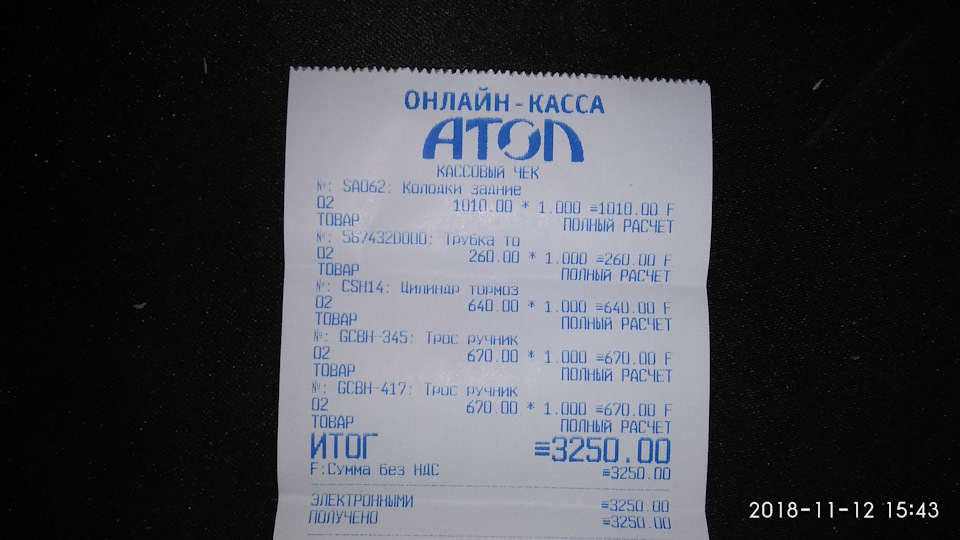 ОНЛАЙН-КАССА
АТОЛ
КАССОВЫЙ ЧЕК
№: SA062: Колодки задние
02 1010.00 * 1.000 ≡1010.00 F
ТОВАР ПОЛНЫЙ РАСЧЕТ
№: 5874320000: Трубка то
02 260.00 * 1.000 ≡260.00 F
ТОВАР ПОЛНЫЙ РАСЧЕТ
№: CSH14: Цилиндр тормоз
02 640.00 * 1.000 ≡640.00 F
ТОВАР ПОЛНЫЙ РАСЧЕТ
№: GCBH-345: Трос ручник
02 670.00 * 1.000 ≡670.00 F
ТОВАР ПОЛНЫЙ РАСЧЕТ
№: GCBH-417: Трос ручник
02 670.00 * 1.000 ≡670.00 F
ТОВАР ПОЛНЫЙ РАСЧЕТ
ИТОГ ≡3250.00
F:Сумма без НДС ≡3250.00
ЭЛЕКТРОННЫМИ ≡3250.00
ПОЛУЧЕНО ≡3250.00
2018-11-12 15:43